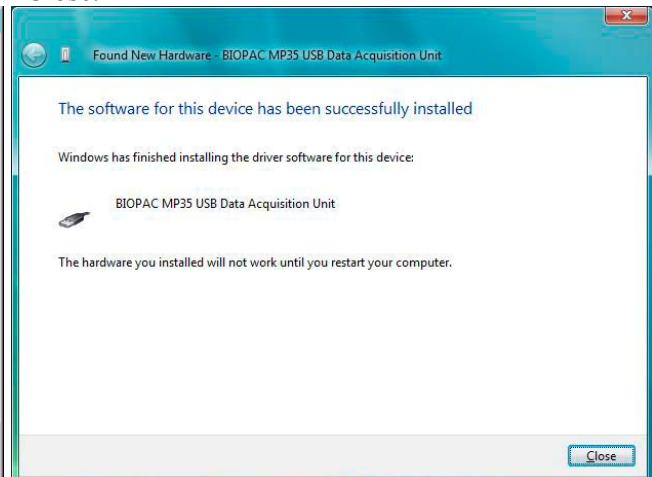 Found New Hardware - BIOPAC MP35 USB Data Acquisition Unit
The software for this device has been successfully installed
Windows has finished installing the driver software for this device:
BIOPAC MP35 USB Data Acquisition Unit
The hardware you installed will not work until you restart your computer.
Close